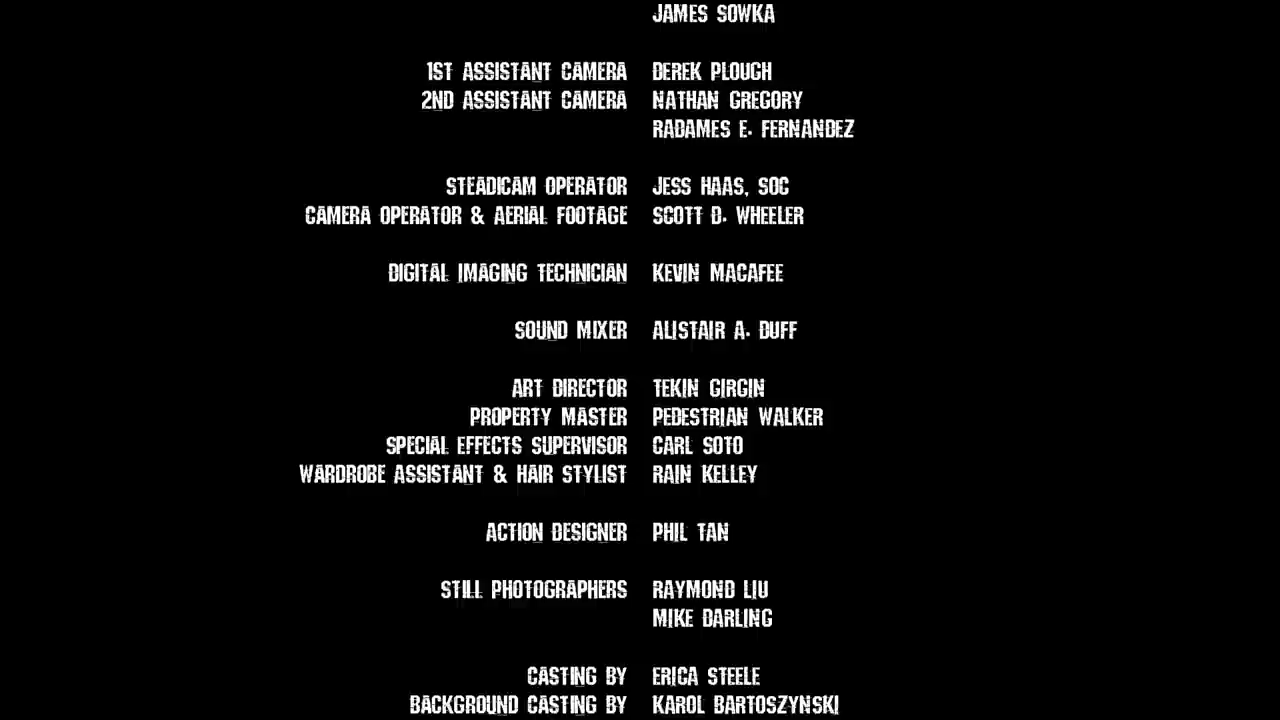 JAMES SOWKA
1ST ASSISTANT CAMERA DEREK PLOUGH
2ND ASSISTANT CAMERA NATHAN GREGORY
RADAMES E. FERNANDEZ
STEADICAM OPERATOR JESS HAAS, SOC
CAMERA OPERATOR & AERIAL FOOTAGE SCOTT D. WHEELER
DIGITAL IMAGING TECHNICIAN KEVIN MACAFEE
SOUND MIXER ALISTAIR A. DUFF
ART DIRECTOR TEKIN GIRGIN
PROPERTY MASTER PEDESTRIAN WALKER
SPECIAL EFFECTS SUPERVISOR CARL SOTO
WARDROBE ASSISTANT & HAIR STYLIST RAIN KELLEY
ACTION DESIGNER PHIL TAN
STILL PHOTOGRAPHERS RAYMOND LIU
MIKE DARLING
CASTING BY ERICA STEELE
BACKGROUND CASTING BY KAROL BARTOSZYNSKI